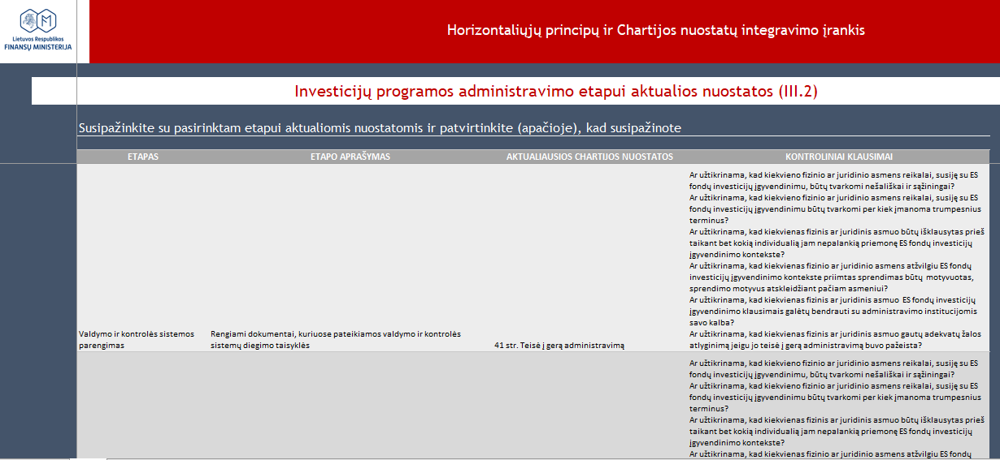 Lietuvos Respublikos
FINANSŲ MINISTERIJA
Horizontaliųjų principų ir Chartijos nuostatų integravimo įrankis
Investicijų programos administravimo etapui aktualios nuostatos (III.2)
Susipažinkite su pasirinktam etapui aktualiomis nuostatomis ir patvirtinkite (apačioje), kad susipažinote
ETAPAS ETAPO APRAŠYMAS AKTUALIAUSIOS CHARTIJOS NUOSTATOS KONTROLINIAI KLAUSIMAI
Ar užtikrinama, kad kiekvieno fizinio ar juridinio asmens reikalai, susiję su ES
fondų investicijų įgyvendinimu, būtų tvarkomi nešališkai ir sąžiningai?
Ar užtikrinama, kad kiekvieno fizinio ar juridinio asmens reikalai, susiję su ES
fondų investicijų įgyvendinimu būtų tvarkomi per kiek įmanoma trumpesnius
terminus?
Ar užtikrinama, kad kiekvienas fizinis ar juridinis asmuo būtų išklausytas prieš
taikant bet kokią individualią jam nepalankią priemonę ES fondų investicijų
įgyvendinimo kontekste?
Ar užtikrinama, kad kiekvienas fizinio ar juridinio asmens atžvilgiu ES fondų
investicijų įgyvendinimo kontekste priimtas sprendimas būtų motyvuotas,
sprendimo motyvus atskleidžiant pačiam asmeniui?
Ar užtikrinama, kad kiekvienas fizinis ar juridinis asmuo ES fondų investicijų
įgyvendinimo klausimais galėtų bendrauti su administravimo institucijomis
savo kalba?
Valdymo ir kontrolės sistemos Rengiami dokumentai, kuriuose pateikiamos valdymo ir kontrolės Ar užtikrinama, kad kiekvienas fizinis ar juridinis asmuo gautų adekvatų žalos
parengimas sistemų diegimo taisyklės 41 str. Teisė į gerą administravimą atlyginimą jeigu jo teisė į gerą administravimą buvo pažeista?
Ar užtikrinama, kad kiekvieno fizinio ar juridinio asmens reikalai, susiję su ES
fondų investicijų įgyvendinimu, būtų tvarkomi nešališkai ir sąžiningai?
Ar užtikrinama, kad kiekvieno fizinio ar juridinio asmens reikalai, susiję su ES
fondų investicijų įgyvendinimu būtų tvarkomi per kiek įmanoma trumpesnius
terminus?
Ar užtikrinama, kad kiekvienas fizinis ar juridinis asmuo būtų išklausytas prieš
taikant bet kokią individualią jam nepalankią priemonę ES fondų investicijų
įgyvendinimo kontekste?
Ar užtikrinama, kad kiekvienas fizinio ar juridinio asmens atžvilgiu ES fondų